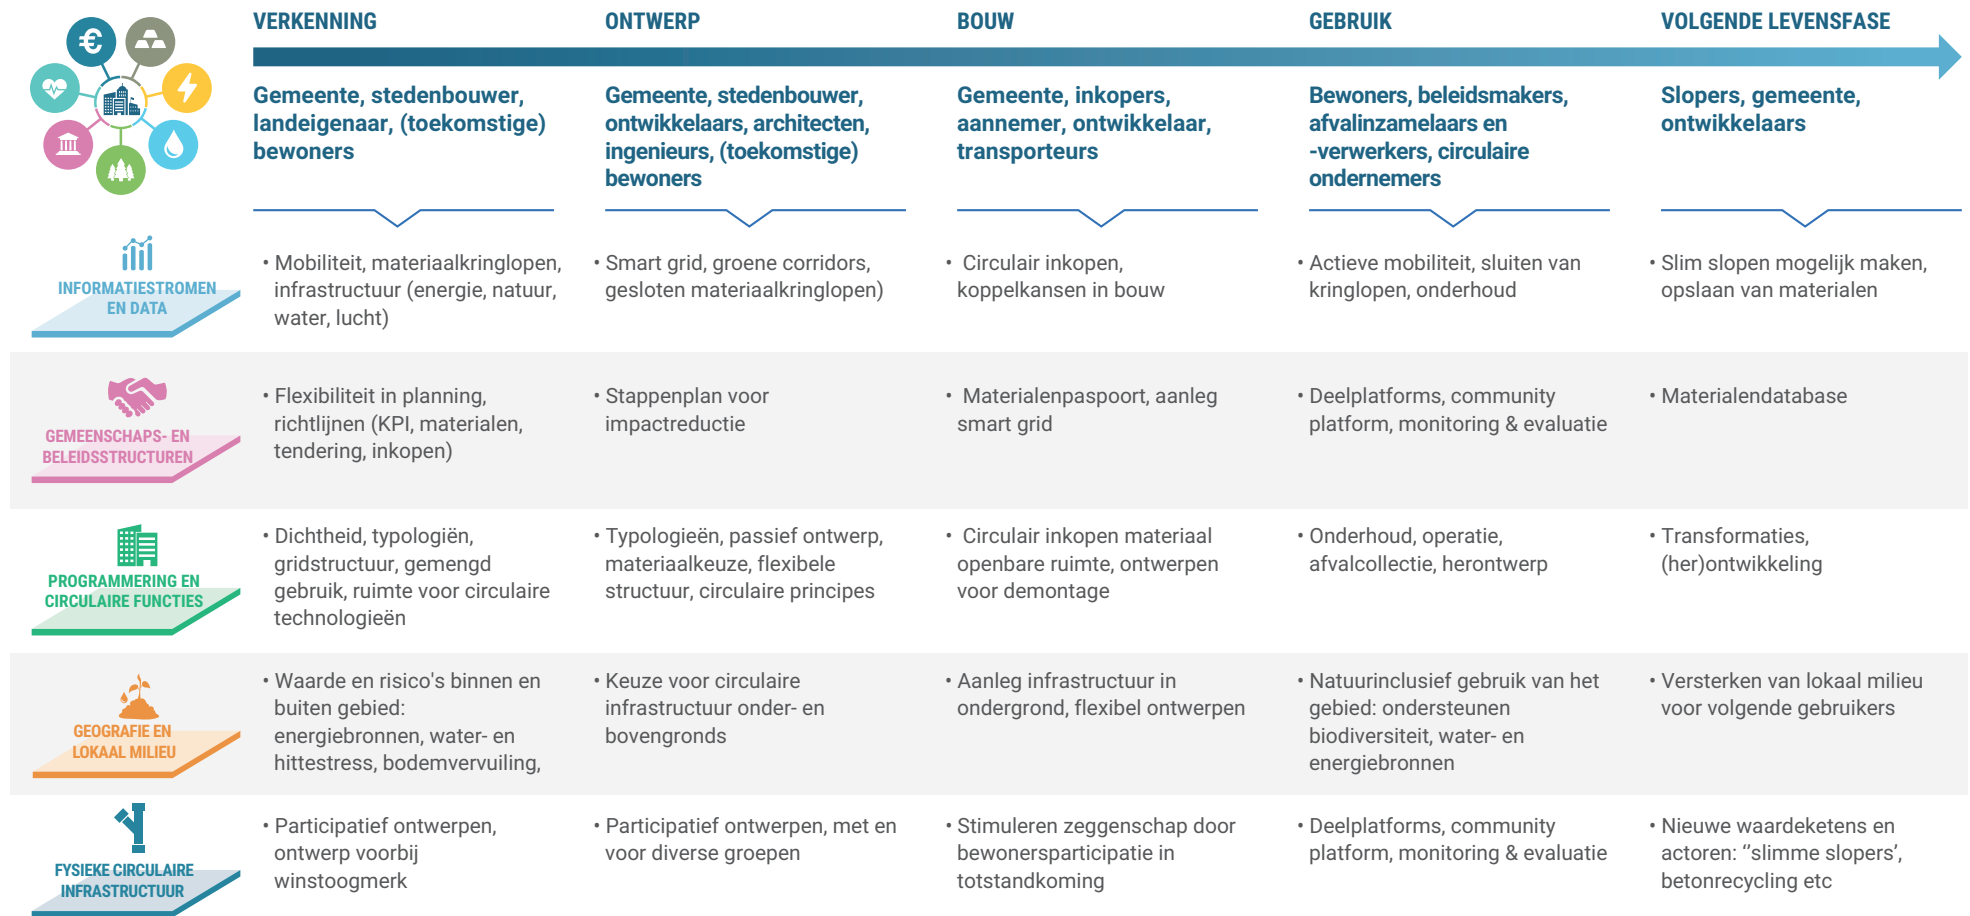 VERKENNING
ONTWERP
BOUW
GEBRUIK
VOLGENDE LEVENSFASE
Gemeente, stedenbouwer,
landeigenaar, (toekomstige)
bewoners
Gemeente, stedenbouwer,
ontwikkelaars, architecten,
ingenieurs, (toekomstige)
bewoners
Gemeente, inkopers,
aannemer, ontwikkelaar,
transporteurs
Bewoners, beleidsmakers,
afvalinzamelaars en
-verwerkers, circulaire
ondernemers
Slopers, gemeente,
ontwikkelaars
INFORMATIESTROMEN
EN DATA
• Mobiliteit, materiaalkringlopen,
infrastructuur (energie, natuur,
water, lucht)
• Smart grid, groene corridors,
gesloten materiaalkringlopen)
• Circulair inkopen,
koppelkansen in bouw
• Actieve mobiliteit, sluiten van
kringlopen, onderhoud
• Slim slopen mogelijk maken,
opslaan van materialen
GEMEENSCHAPS- EN
BELEIDSSTRUCTUREN
• Flexibiliteit in planning,
richtlijnen (KPI, materialen,
tendering, inkopen)
• Stappenplan voor
impactreductie
• Materialenpaspoort, aanleg
smart grid
• Deelplatforms, community
platform, monitoring & evaluatie
• Materialendatabase
PROGRAMMERING EN
CIRCULAIRE FUNCTIES
• Dichtheid, typologiën,
gridstructuur, gemengd
gebruik, ruimte voor circulaire
technologieën
• Typologieën, passief ontwerp,
materiaalkeuze, flexibele
structuur, circulaire principes
• Circulair inkopen materiaal
openbare ruimte, ontwerpen
voor demontage
• Onderhoud, operatie,
afvalcollectie, herontwerp
• Transformaties,
(her)ontwikkeling
GEOGRAFIE EN
LOKAAL MILIEU
• Waarde en risico's binnen en
buiten gebied:
energiebronnen, water- en
hittestress, bodemvervuiling,
• Keuze voor circulaire
infrastructuur onder- en
bovengronds
• Aanleg infrastructuur in
ondergrond, flexibel ontwerpen
• Natuurinclusief gebruik van het
gebied: ondersteunen
biodiversiteit, water- en
energiebronnen
• Versterken van lokaal milieu
voor volgende gebruikers
FYSIEKE CIRCULAIRE
INFRASTRUCTUUR
• Participatief ontwerpen,
ontwerp voorbij
winstoogmerk
• Participatief ontwerpen, met en
voor diverse groepen
• Stimuleren zeggenschap door
bewonersparticipatie in
totstandkoming
• Deelplatforms, community
platform, monitoring & evaluatie
• Nieuwe waardeketens en
actoren: ‘'slimme slopers’,
betonrecycling etc